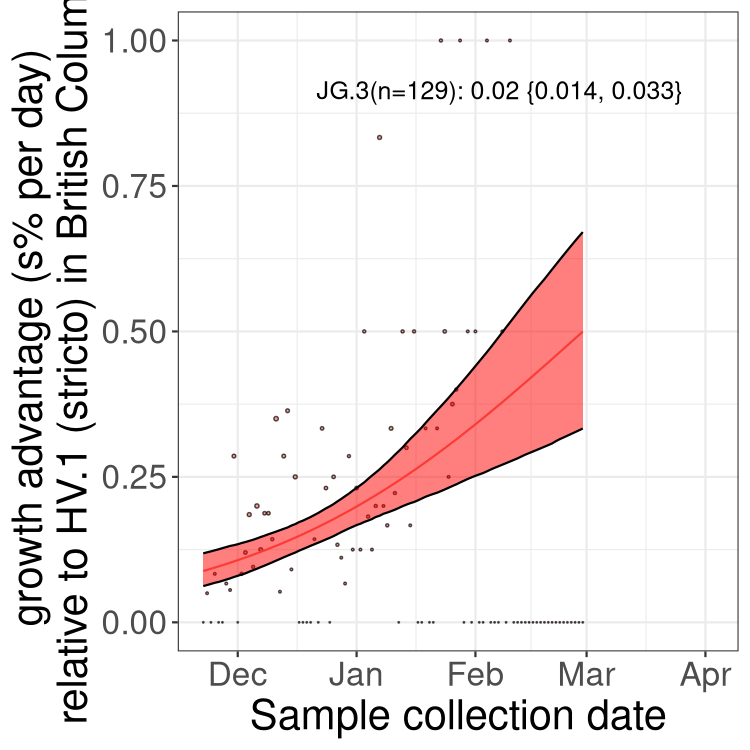 growth advantage (s% per day)
relative to HV.1 (stricto) in British Colum
1.00
0.75
0.50
0.25
0.00
JG.3(n=129): 0.02 {0.014, 0.033}
Dec Jan Feb Mar Apr
Sample collection date